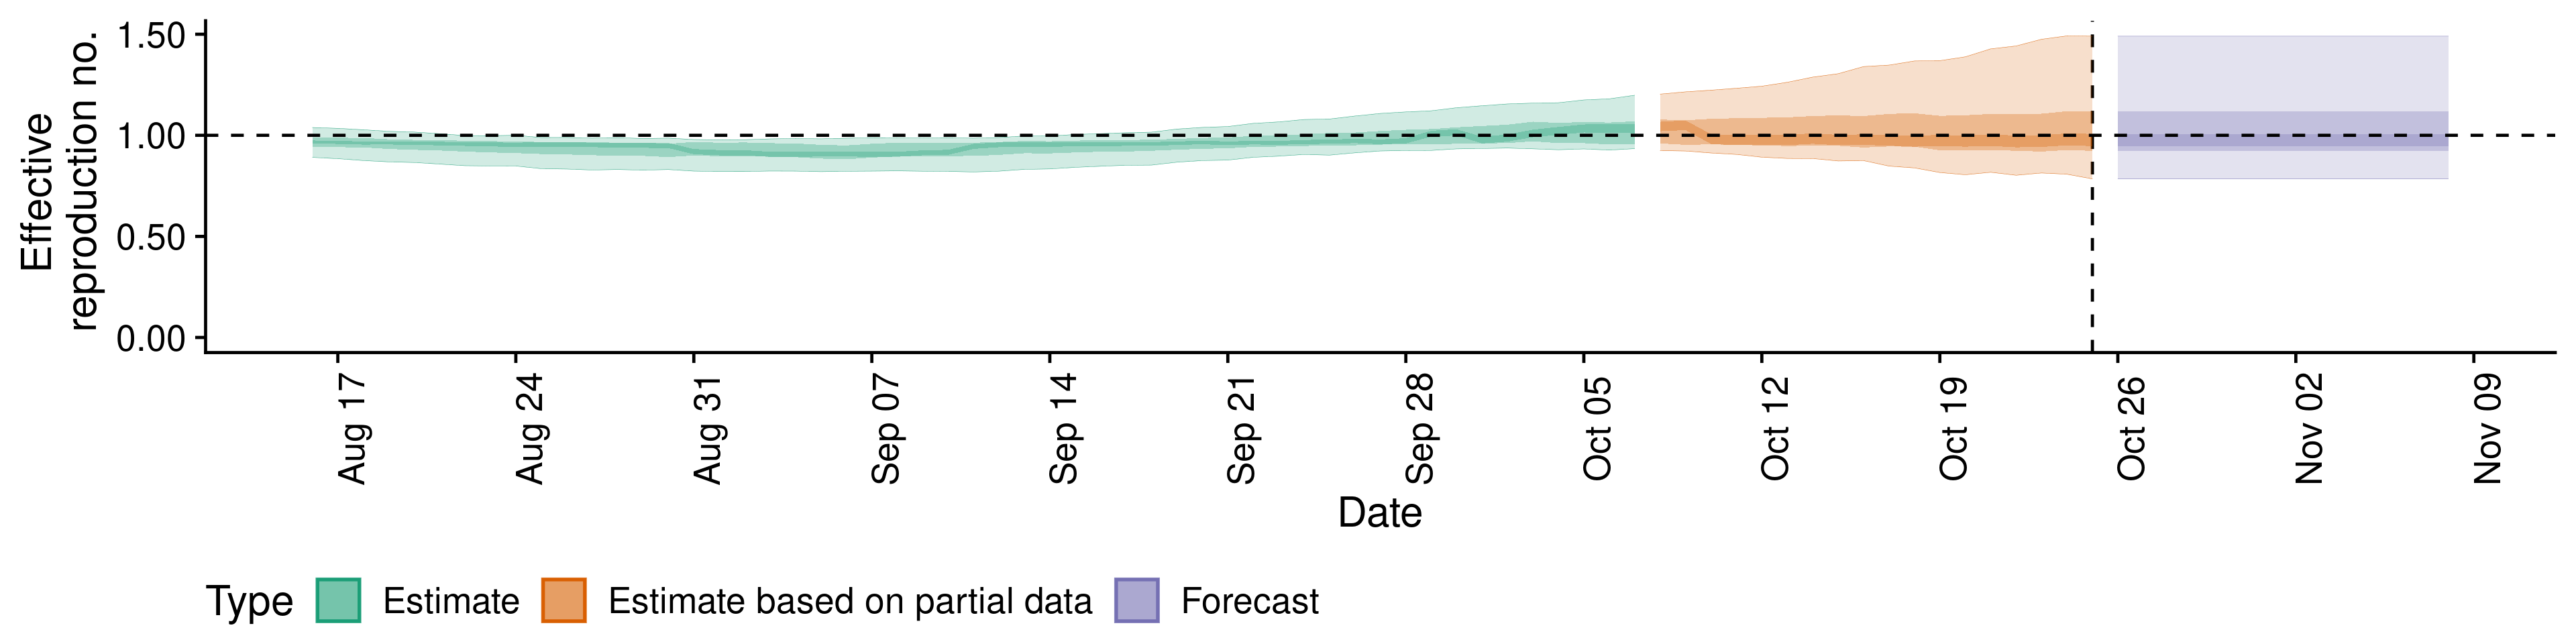 Effective
reproduction no.
1.50
1.00
0.50
0.00
Aug 17
Aug 24
Aug 31
Sep 07
Sep 14
Sep 21
Sep 28
Oct 05
Oct 12
Oct 19
Oct 26
Nov 02
Nov 09
Date
Type Estimate Estimate based on partial data Forecast